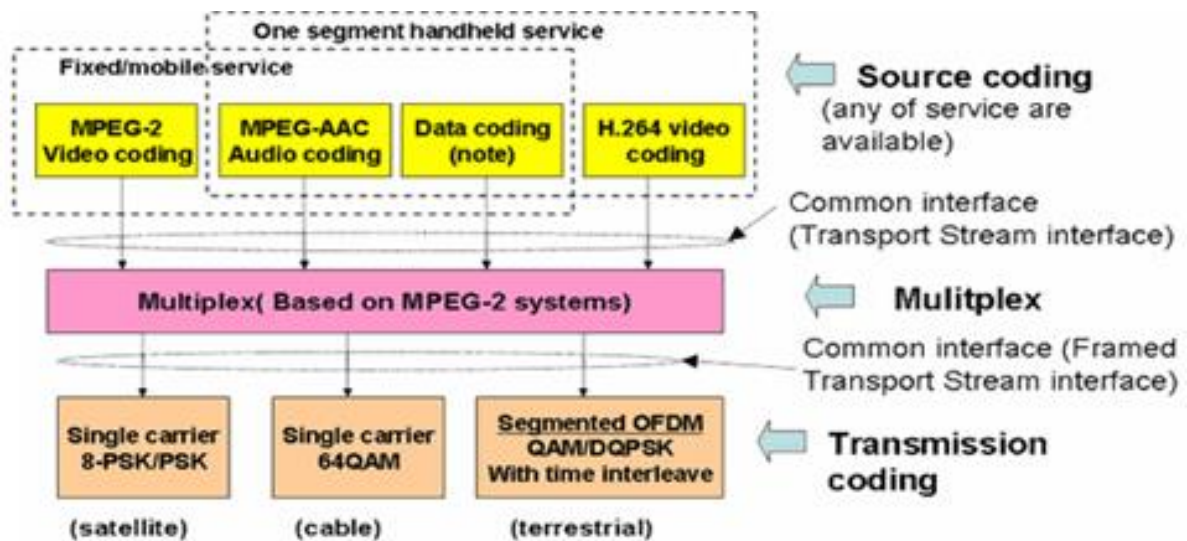 One segment handheld service
Fixed/mobile service
Source coding
(any of service are
available)
MPEG-2
Video coding
MPEG-AAC
Audio coding
Data coding
(note)
H.264 video
coding
Common interface
(Transport Stream interface)
Multiplex( Based on MPEG-2 systems)
Mulitplex
Common interface (Framed
Transport Stream interface)
Single carrier
8-PSK/PSK
Single carrier
64QAM
Segmented OFDM
QAM/DQPSK
With time interleave
Transmission
coding
(satellite)
(cable)
(terrestrial)